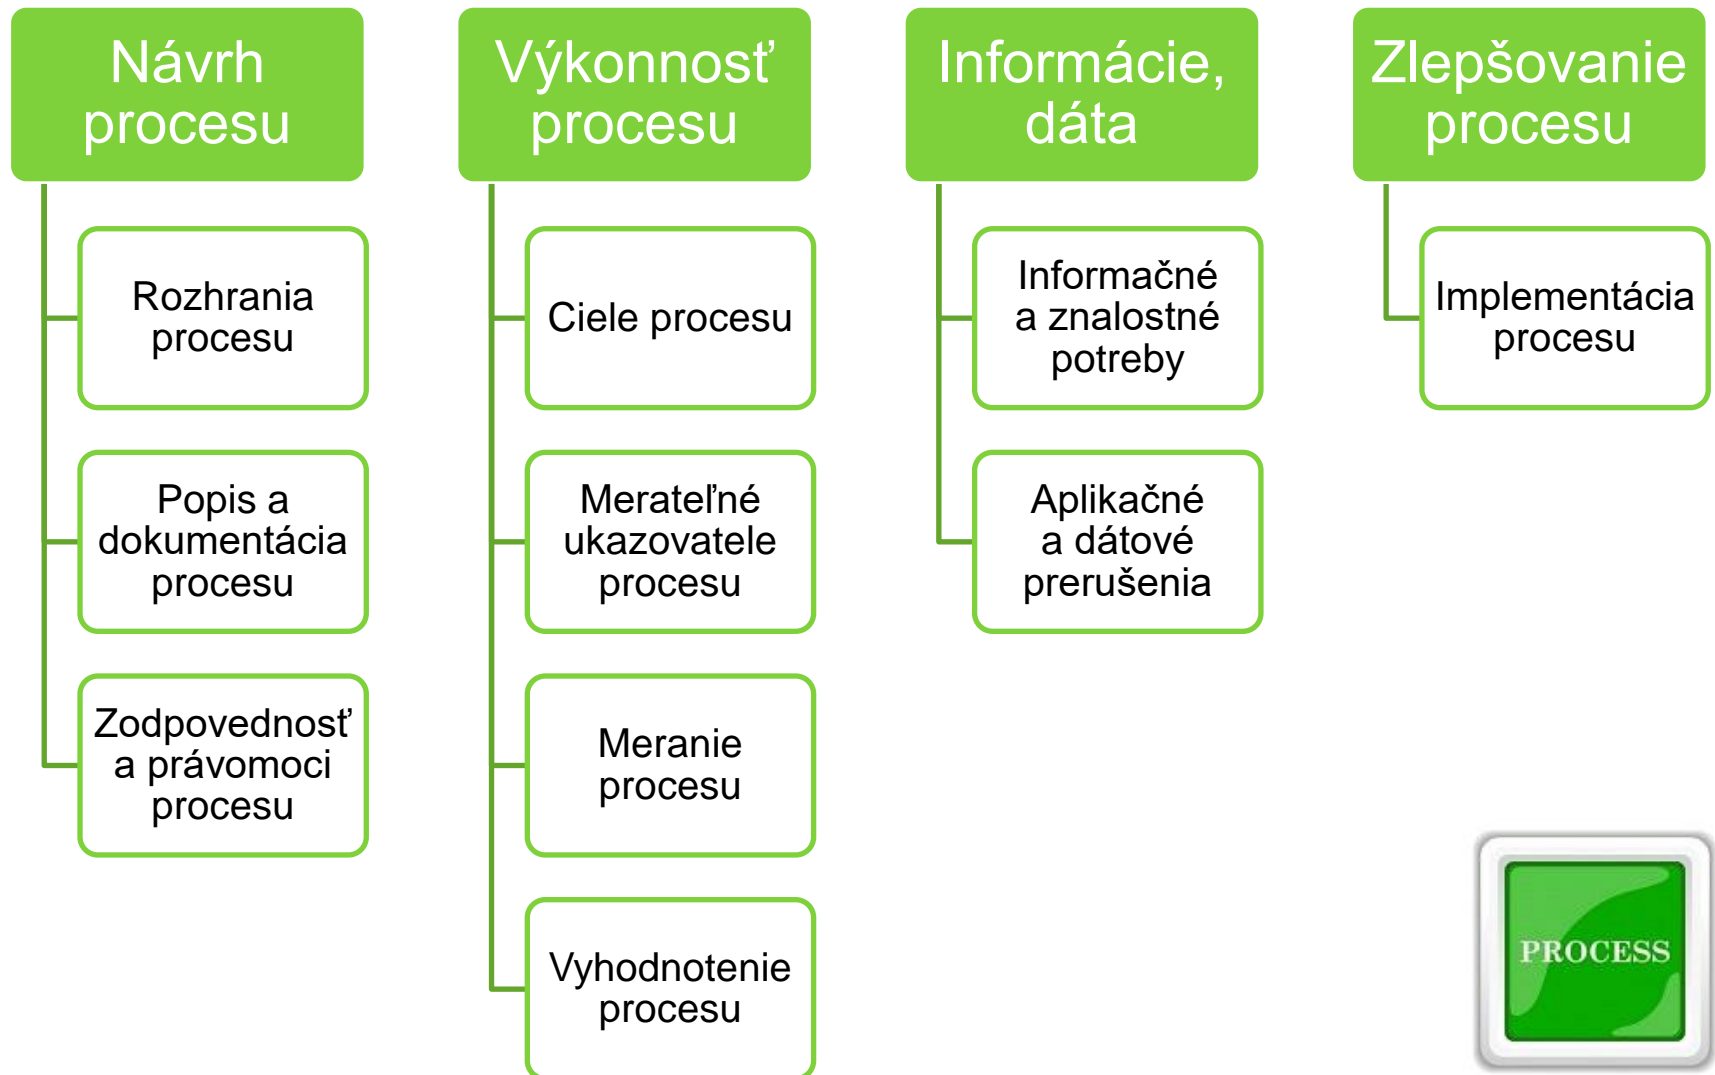 Návrh
procesu
Rozhrania
procesu
Popis a
dokumentácia
procesu
Zodpovednosť
a právomoci
procesu
Výkonnosť
procesu
Ciele procesu
Merateľné
ukazovatele
procesu
Meranie
procesu
Vyhodnotenie
procesu
Informácie,
dáta
Informačné
a znalostné
potreby
Aplikačné
a dátové
prerušenia
Zlepšovanie
procesu
Implementácia
procesu
PROCESS